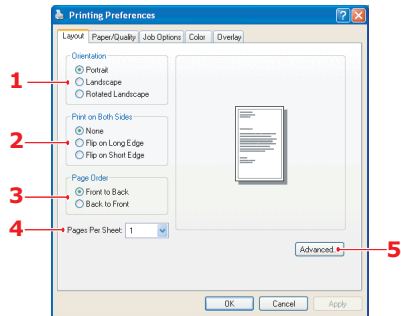 Printing Preferences
Layout Paper/Quality Job Options Color Overlay
Orientation
Portrait
1 Landscape
Rotated Landscape
Print on Both Sides
None
2 Flip on Long Edge
Flip on Short Edge
Page Order
3 Front to Back
Back to Front
4 Pages Per Sheet: 1
Advanced... 5
OK Cancel Apply